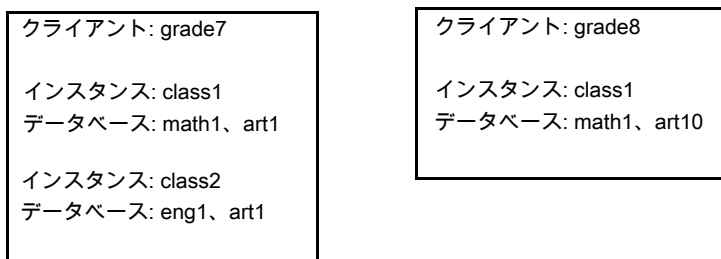 クライアント: grade7
インスタンス: class1
データベース: math1、art1
インスタンス: class2
データベース: eng1、art1
クライアント: grade8
インスタンス: class1
データベース: math1、art10